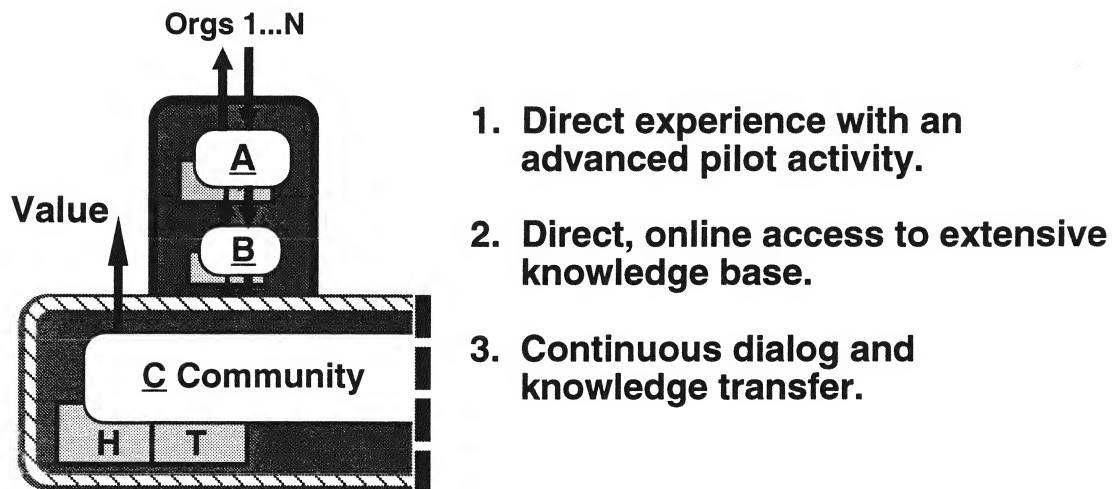 Orgs 1...N
A
Value
B
C Community
H T
1. Direct experience with an
advanced pilot activity.
2. Direct, online access to extensive
knowledge base.
3. Continuous dialog and
knowledge transfer.